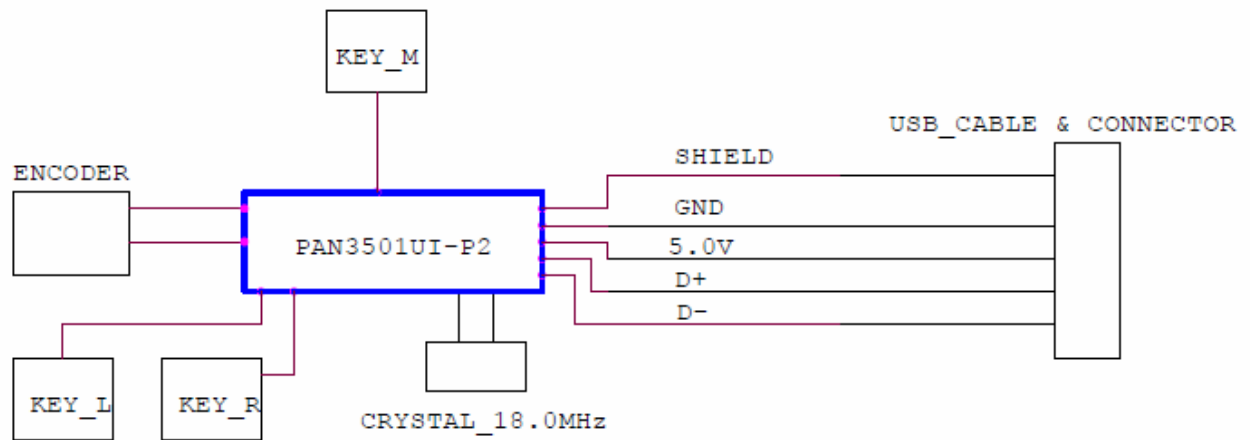 KEY_M
USB_CABLE & CONNECTOR
SHIELD
ENCODER
GND
PAN3501UI-P2
5.0V
D+
D-
KEY_L
KEY_R
CRYSTAL_18.0MHz